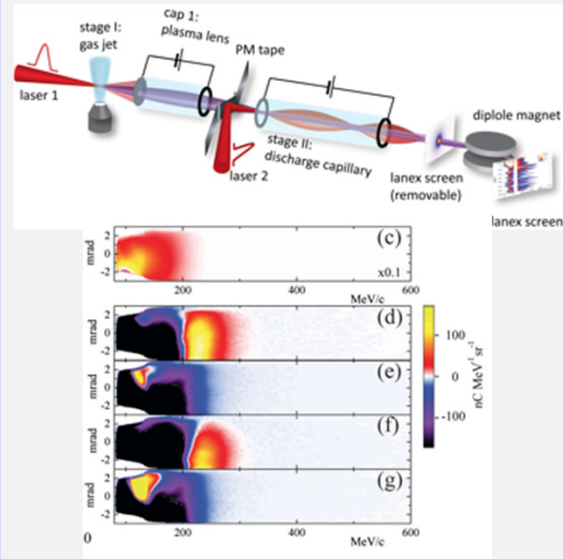 stage I:
gas jet
cap 1:
plasma lens
PM tape
laser 1
laser 2
stage II:
discharge capillary
diplole magnet
lanex screen
(removable)
lanex screen
mrad
2
0
-2
(c)
x0.1
200
400
600
MeV/c
mrad
2
0
-2
(d)
mrad
2
0
-2
(e)
mrad
2
0
-2
(f)
mrad
2
0
-2
(g)
0
200
400
600
MeV/c
100
0
-100
nC MeV⁻¹ sr⁻¹